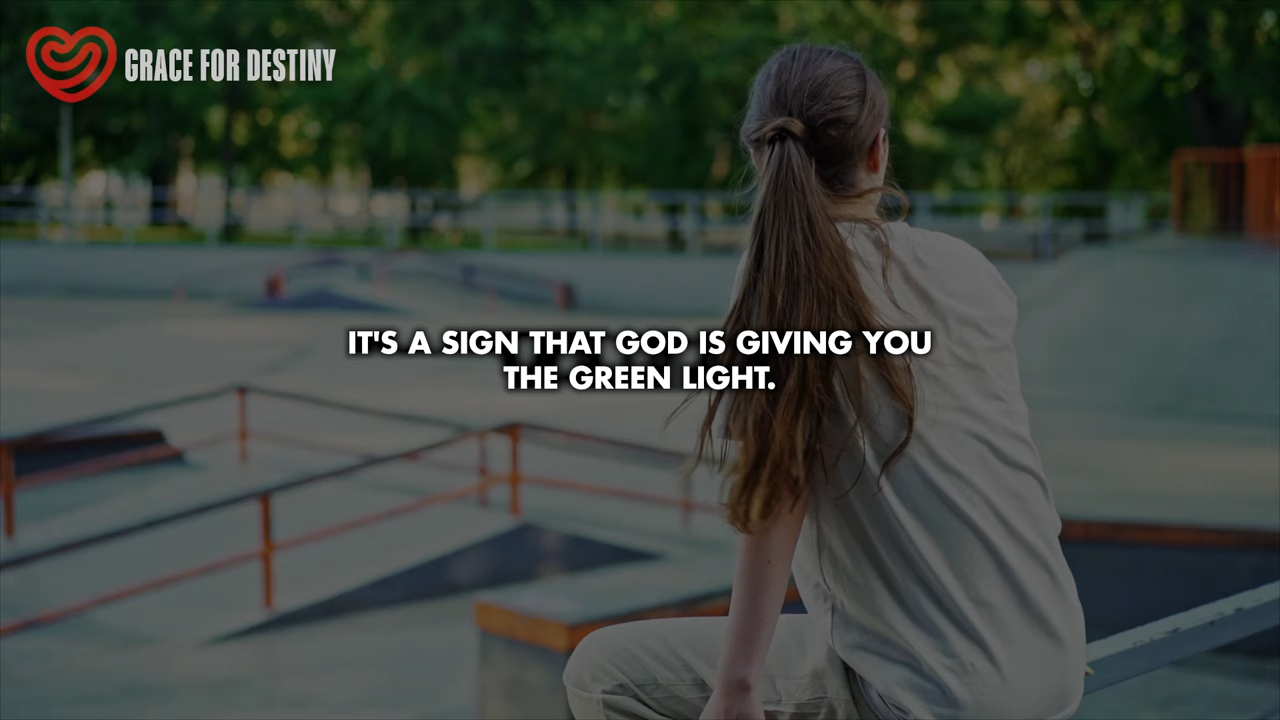 GRACE FOR DESTINY
IT'S A SIGN THAT GOD IS GIVING YOU
THE GREEN LIGHT.